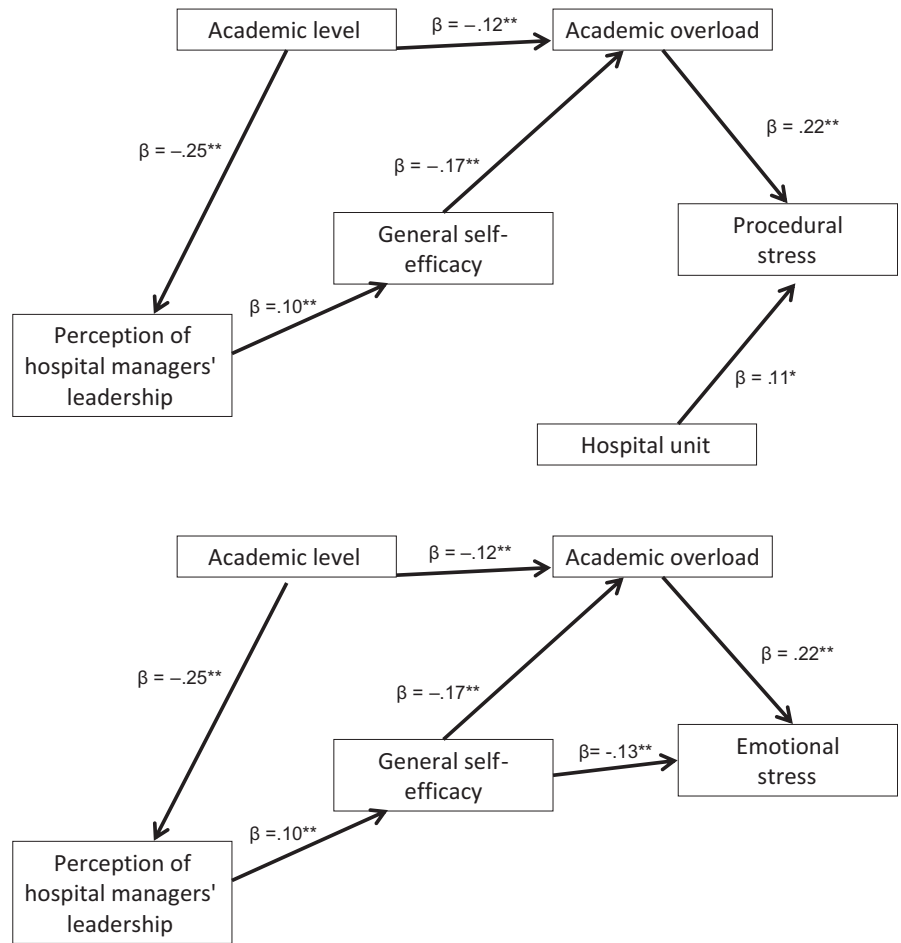 Academic level
β = –.12**
Academic overload
β = .22**
β = –.25**
β = –.17**
General self-
efficacy
Procedural
stress
β =.10**
Perception of
hospital managers'
leadership
β = .11*
Hospital unit
Academic level
β = –.12**
Academic overload
β = .22**
β = –.25**
β = –.17**
General self-
efficacy
β= -.13**
Emotional
stress
β =.10**
Perception of
hospital managers'
leadership